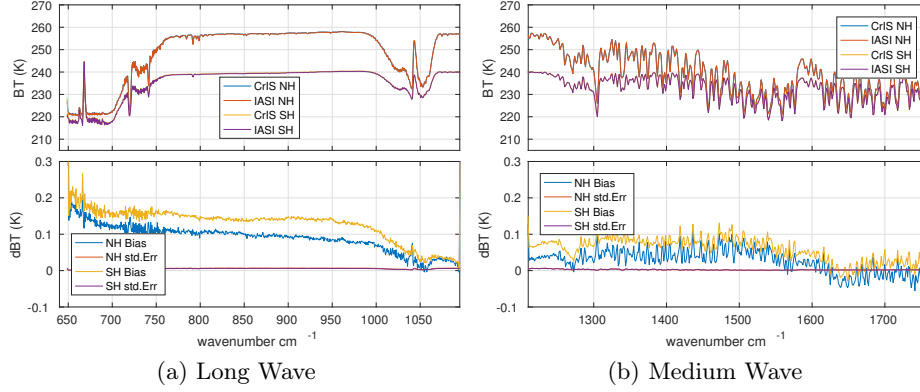 270
260
250
240
230
220
210
BT (K)
CrIS NH
IASI NH
CrIS SH
IASI SH
0.3
0.2
0.1
0
-0.1
dBT (K)
NH Bias
NH std.Err
SH Bias
SH std.Err
650 700 750 800 850 900 950 1000 1050
wavenumber cm -1
(a) Long Wave
270
260
250
240
230
220
210
BT (K)
CrIS NH
IASI NH
CrIS SH
IASI SH
0.3
0.2
0.1
0
-0.1
dBT (K)
NH Bias
NH std.Err
SH Bias
SH std.Err
1300 1400 1500 1600 1700
wavenumber cm -1
(b) Medium Wave